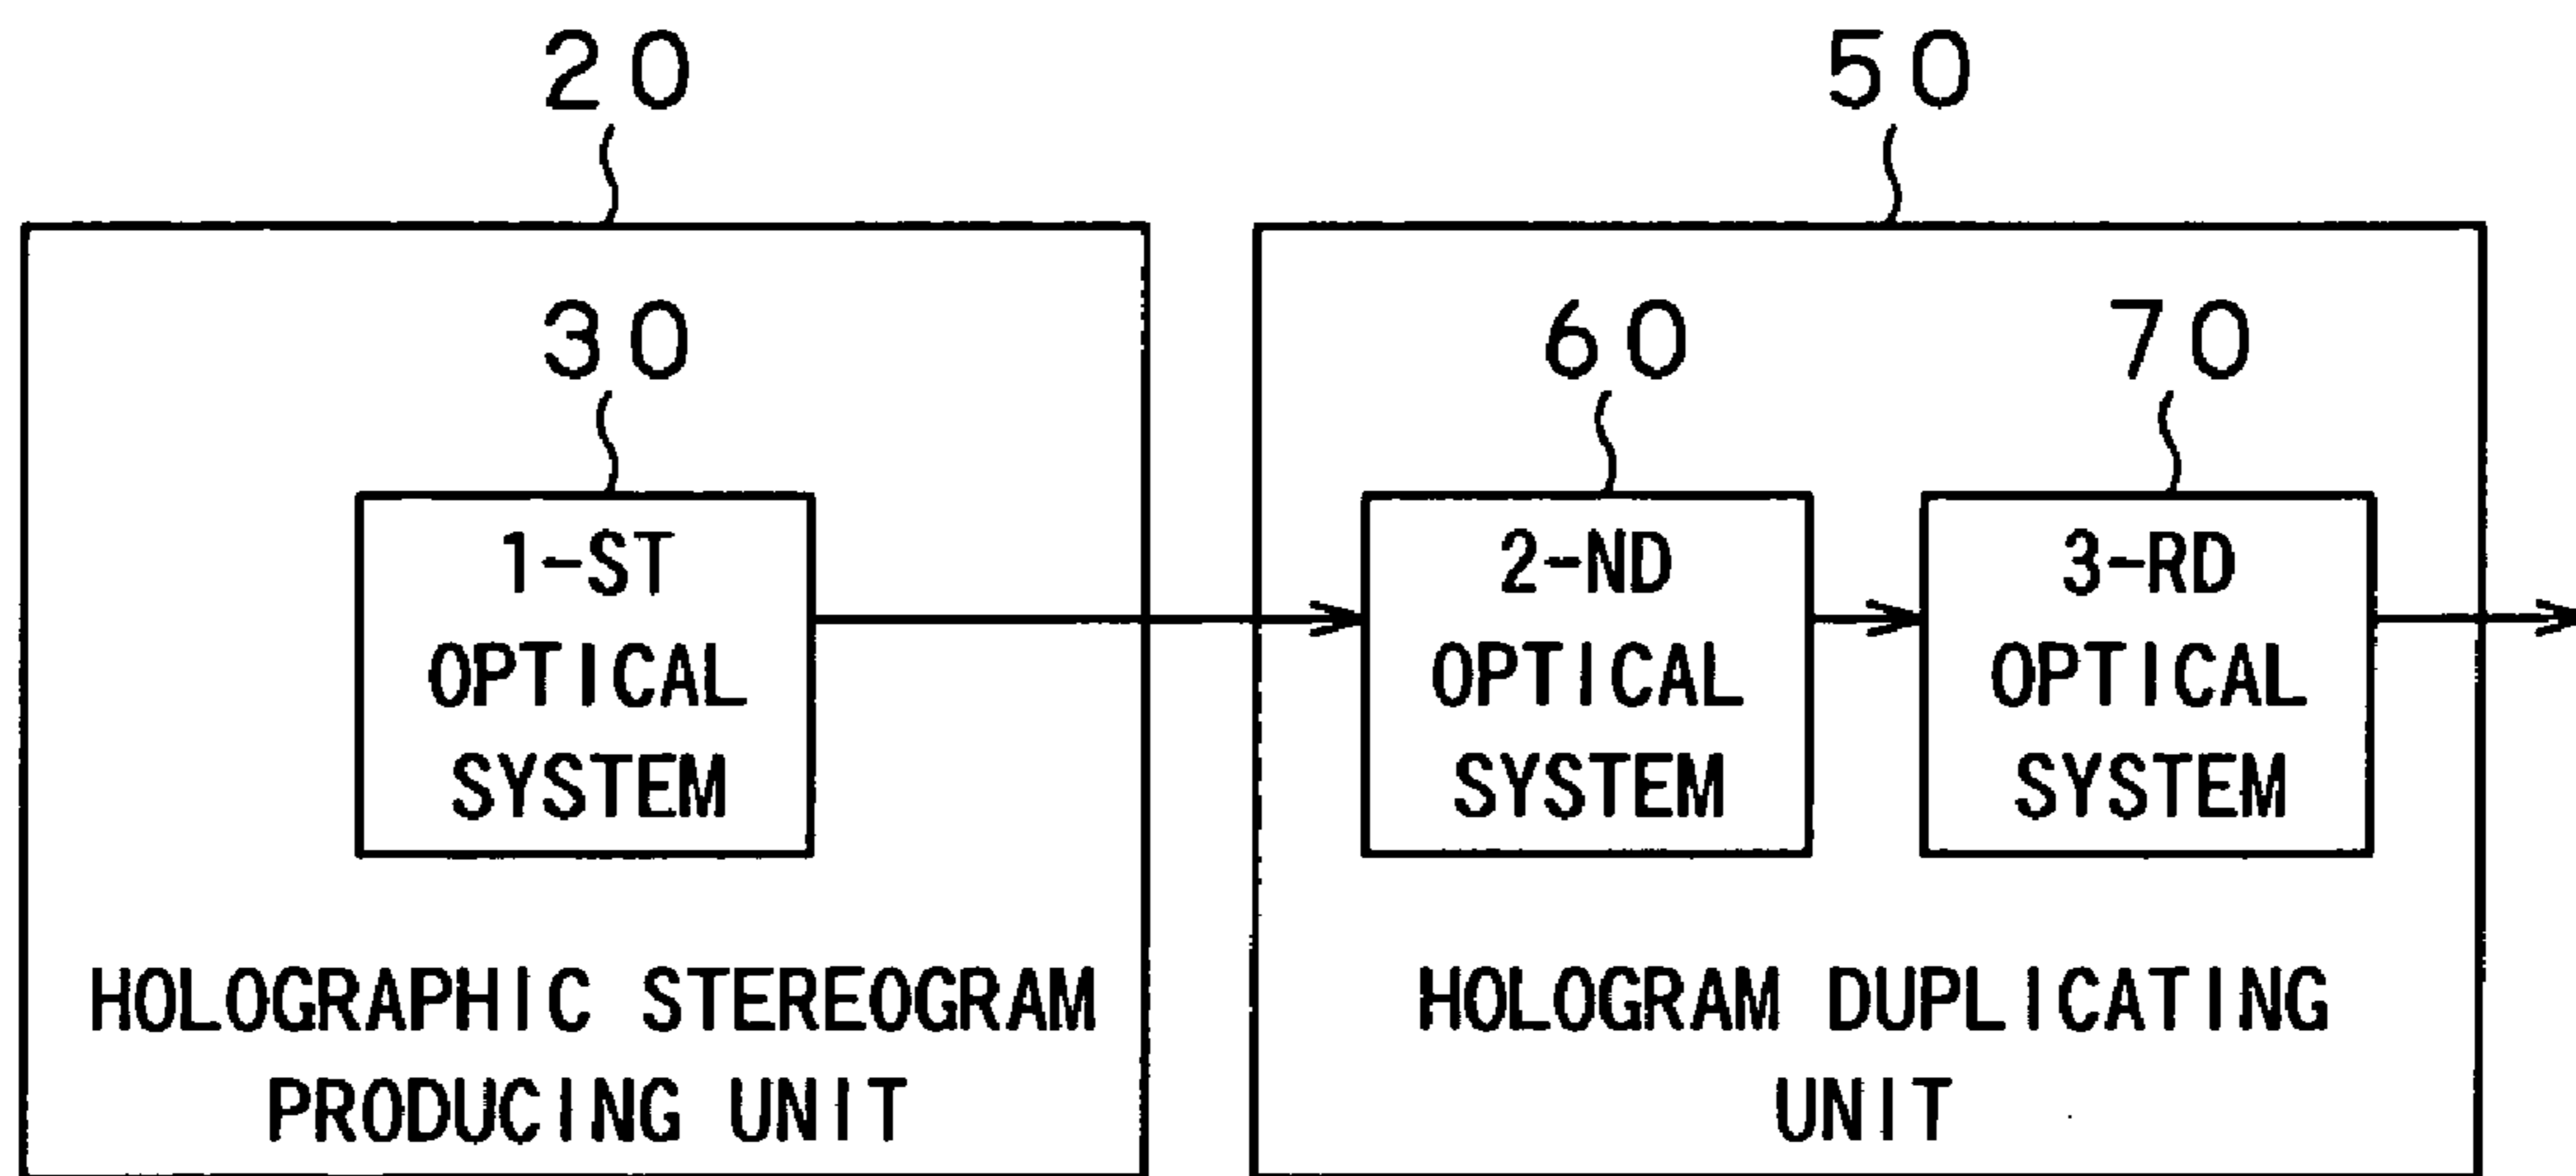 20
50
30
60
70
1-ST
OPTICAL
SYSTEM
2-ND
OPTICAL
SYSTEM
3-RD
OPTICAL
SYSTEM
HOLOGRAPHIC STEREOGRAM
PRODUCING UNIT
HOLOGRAM DUPLICATING
UNIT